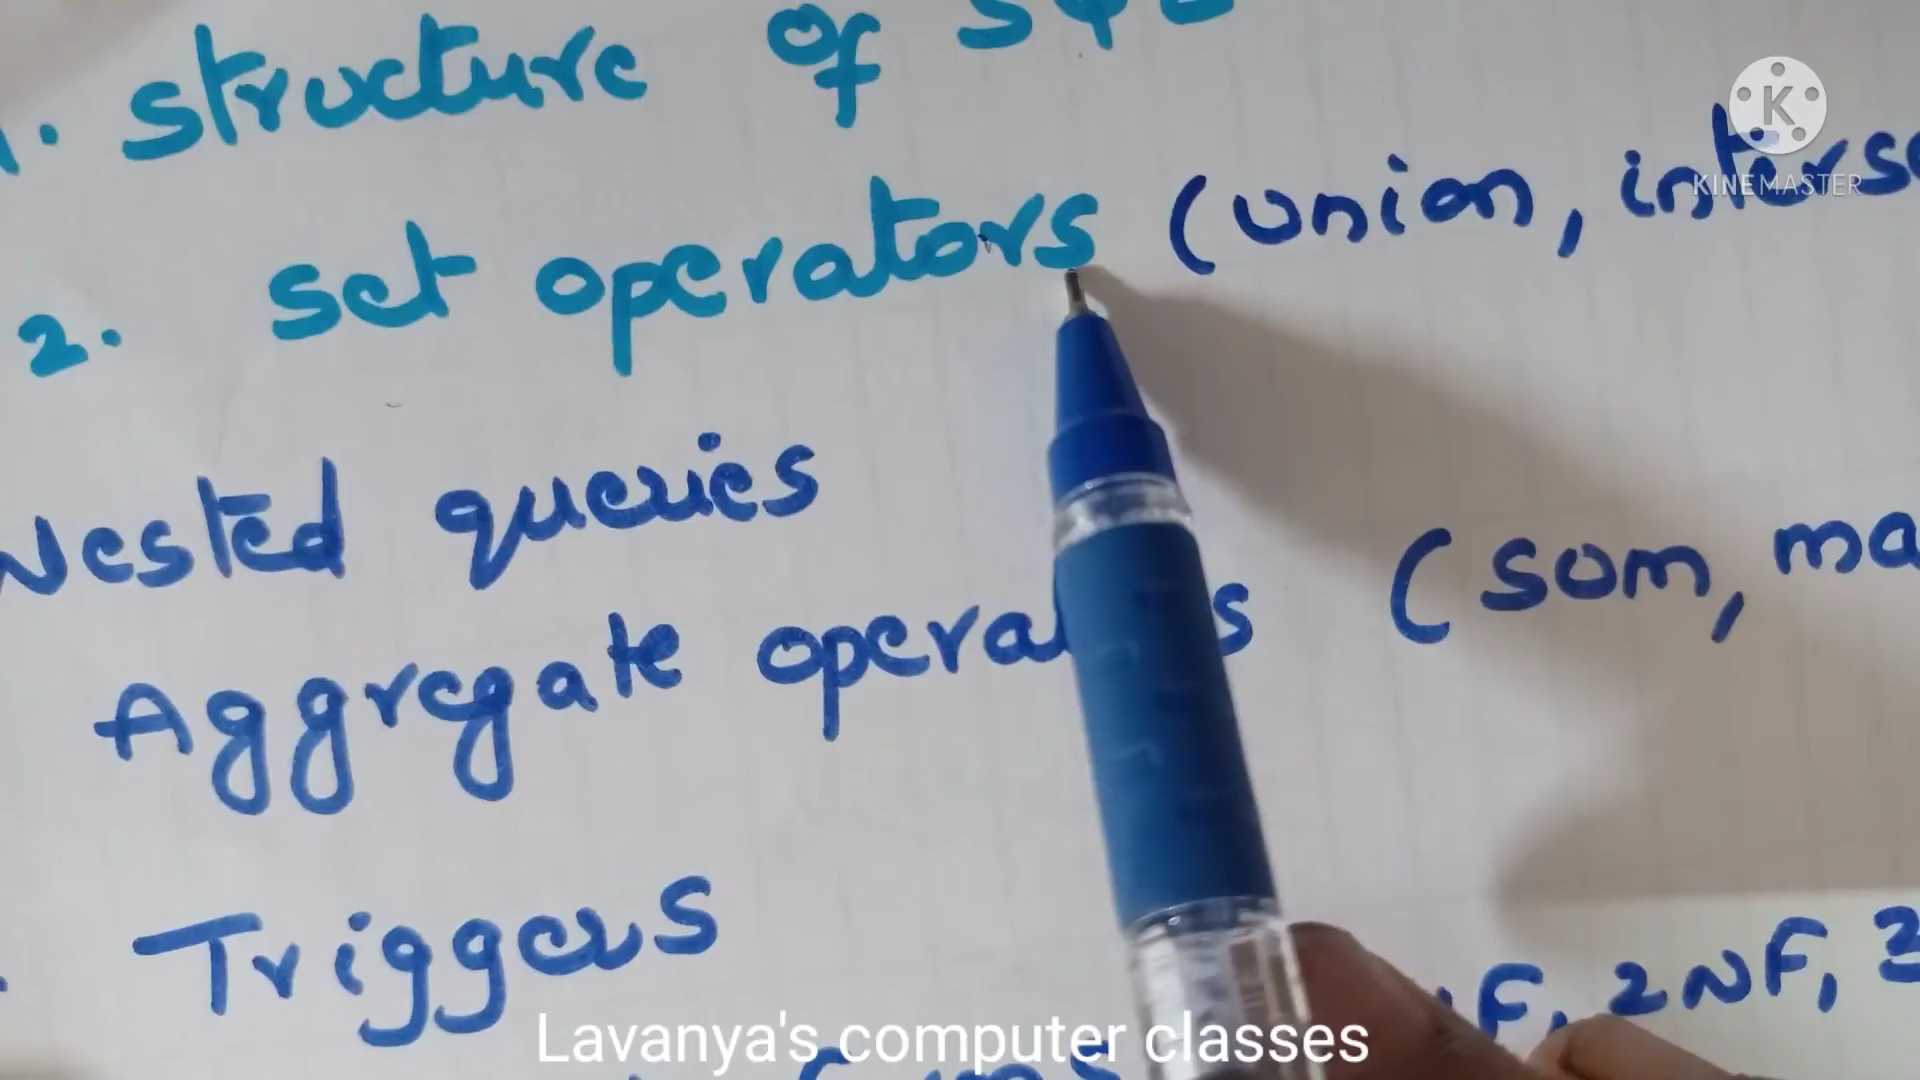 1. structure of SQL
2. set operators (union, interse
Nested queries
Aggregate opera s (sum, ma
Triggers
F, 2NF, 3
Lavanya's computer classes
K
KINEMASTER